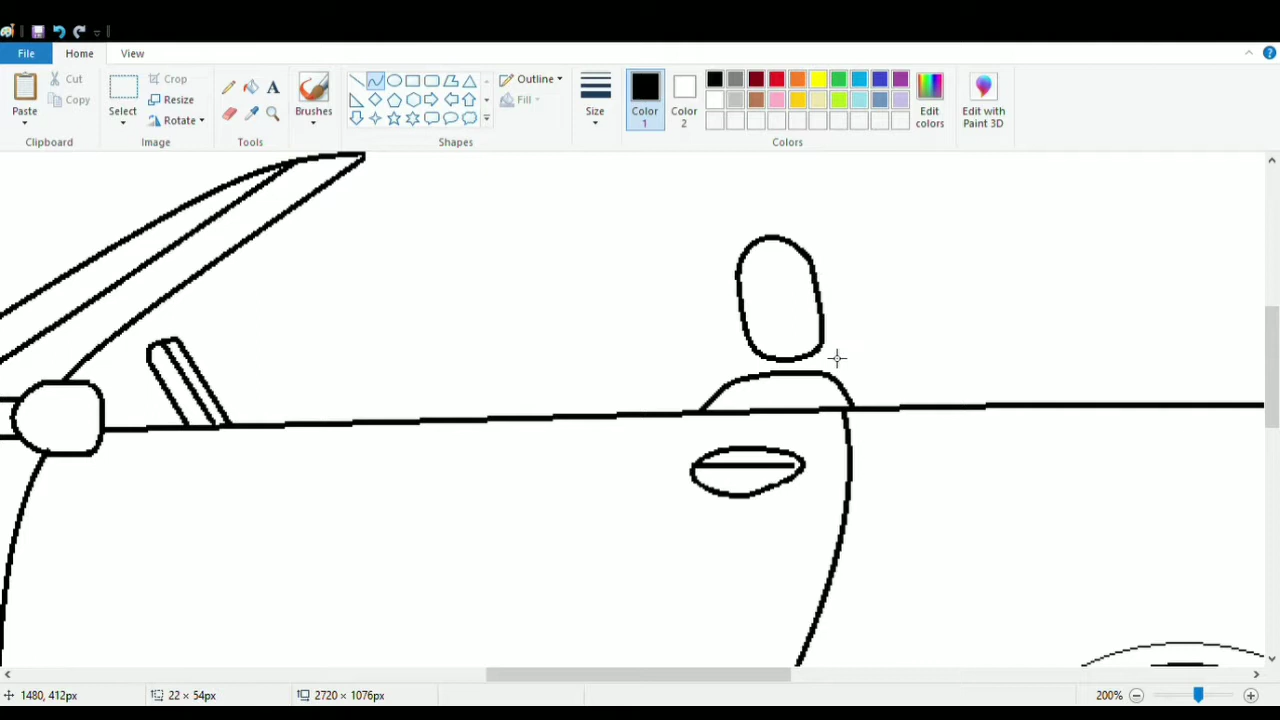 File Home View
Paste Cut Copy
Clipboard
Select Crop Resize Rotate
Image
Tools
Brushes
Outline Fill
Shapes
Size
Color 1
Color 2
Edit colors
Colors
Edit with Paint 3D
1480, 412px 22 × 54px 2720 × 1076px 200%